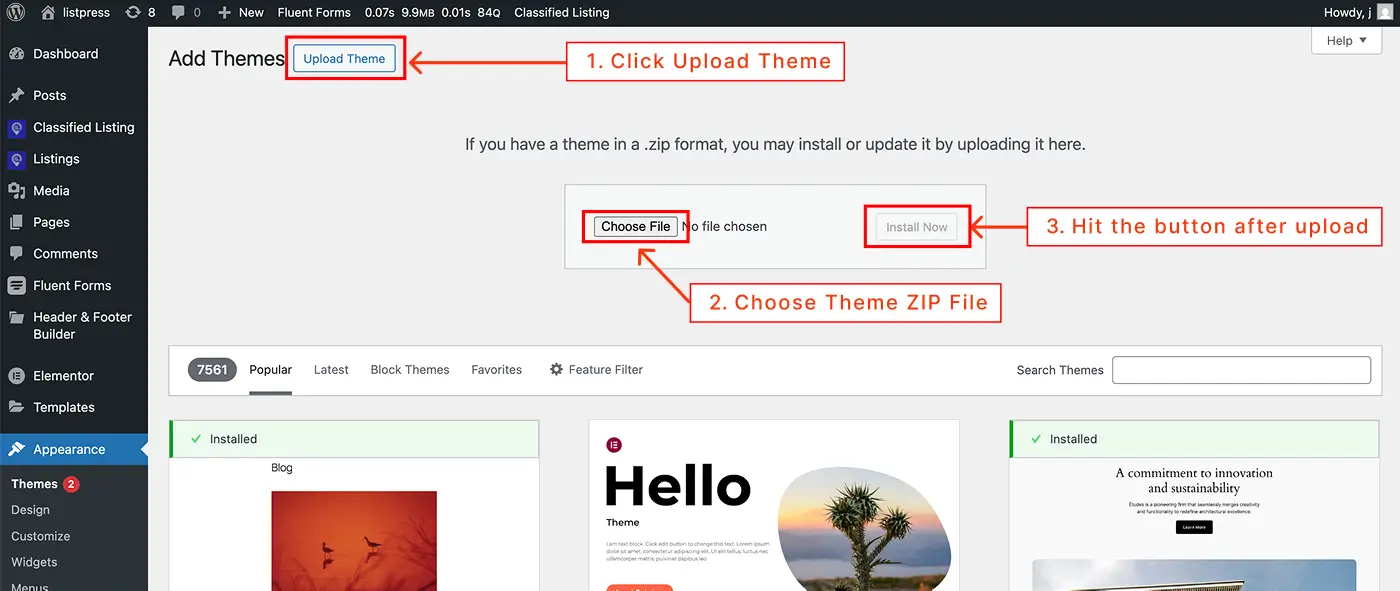 listpress 8 0 New Fluent Forms 0.07s 9.9MB 0.01s 84Q Classified Listing Howdy, j
Help
Dashboard
Posts
Classified Listing
Listings
Media
Pages
Comments
Fluent Forms
Header & Footer
Builder
Elementor
Templates
Appearance
Themes 2
Design
Customize
Widgets
Menus
Add Themes Upload Theme
1. Click Upload Theme
If you have a theme in a .zip format, you may install or update it by uploading it here.
Choose File No file chosen
Install Now
3. Hit the button after upload
2. Choose Theme ZIP File
7561 Popular Latest Block Themes Favorites Feature Filter Search Themes
Installed
Blog
Hello
Theme
I am text block. Click edit button to change this text. Lorem ipsum
dolor sit amet, consectetur adipiscing elit. Ut elit tellus, luctus nec
ullamcorper mattis, pulvinar dapibus leo.
Installed
A commitment to innovation
and sustainability
Études is a pioneering firm that seamlessly merges creativity
and functionality to redefine architectural excellence.
Learn More